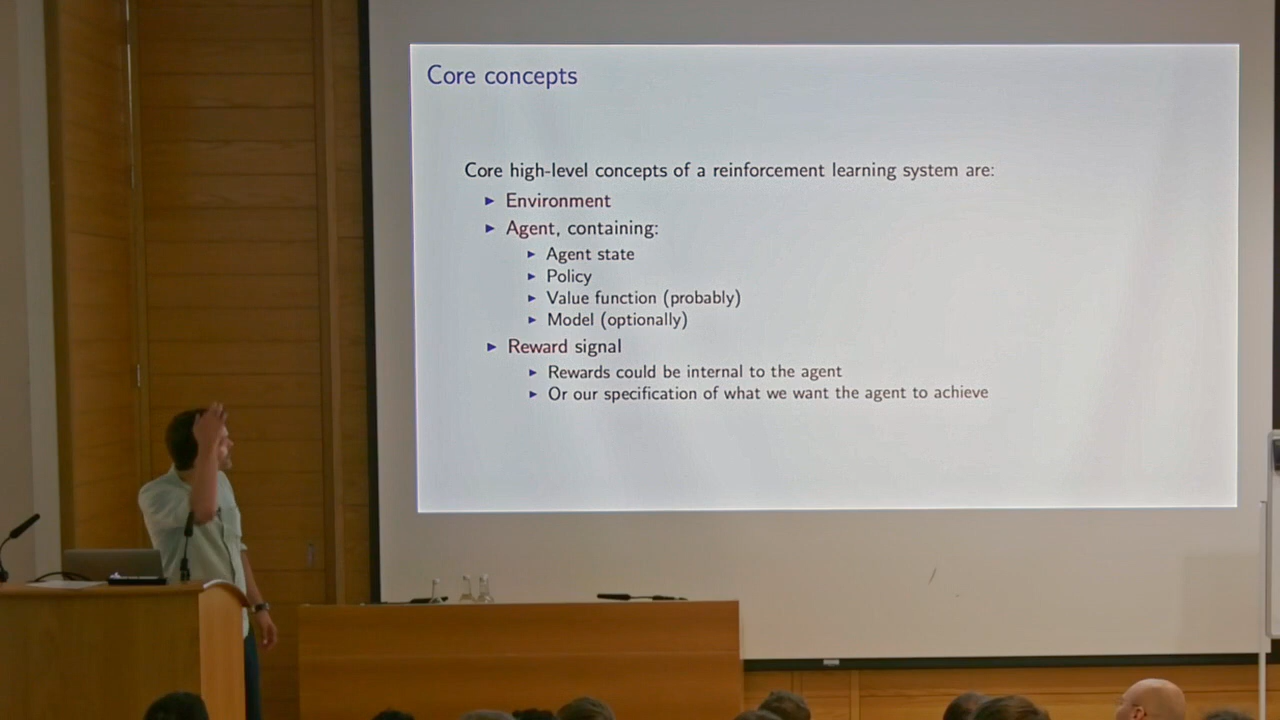 Core concepts
Core high-level concepts of a reinforcement learning system are:
▶ Environment
▶ Agent, containing:
▶ Agent state
▶ Policy
▶ Value function (probably)
▶ Model (optionally)
▶ Reward signal
▶ Rewards could be internal to the agent
▶ Or our specification of what we want the agent to achieve